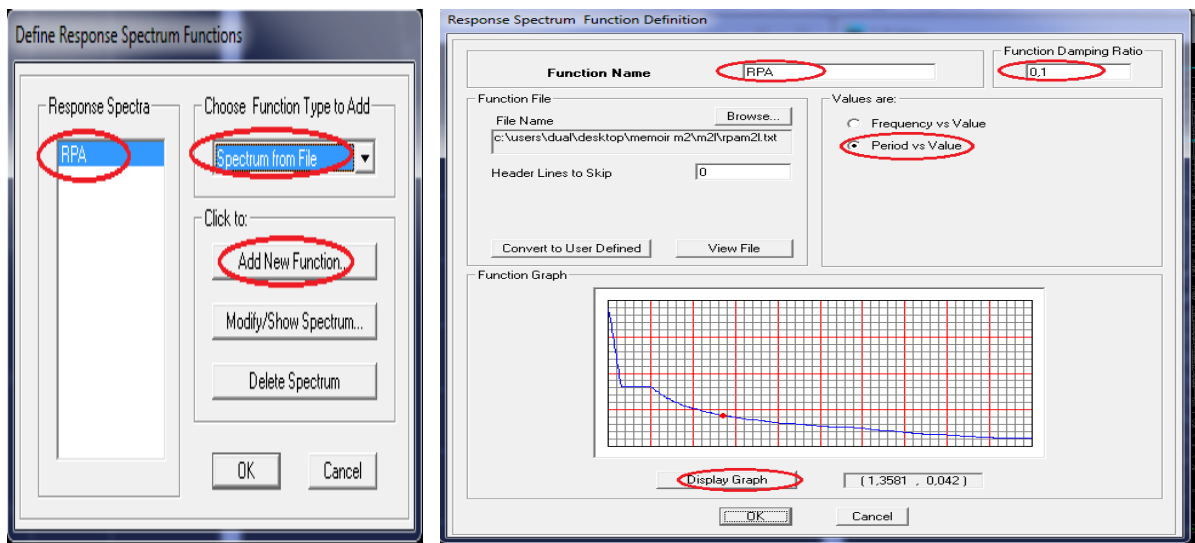 Define Response Spectrum Functions
Response Spectra
RPA
Choose Function Type to Add
Spectrum from File
Click to:
Add New Function...
Modify/Show Spectrum...
Delete Spectrum
OK
Cancel
Response Spectrum Function Definition
Function Name
RPA
Function Damping Ratio
0,1
Function File
File Name
Browse...
c:\users\dual\desktop\memoir m2\m2l\rpam2l.txt
Header Lines to Skip
0
Convert to User Defined
View File
Values are:
Frequency vs Value
Period vs Value
Function Graph
Display Graph
( 1,3581 , 0,042 )
OK
Cancel